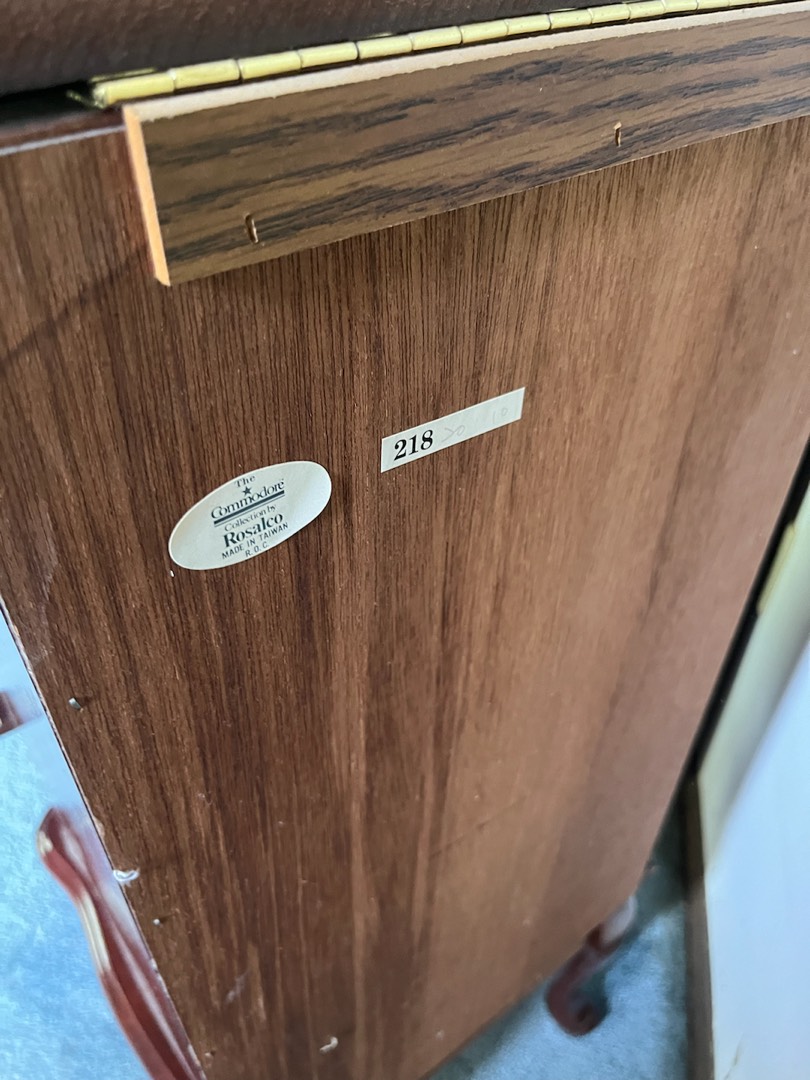 The
Commodore
Collection by
Rosalco
MADE IN TAIWAN
R.O.C.
218